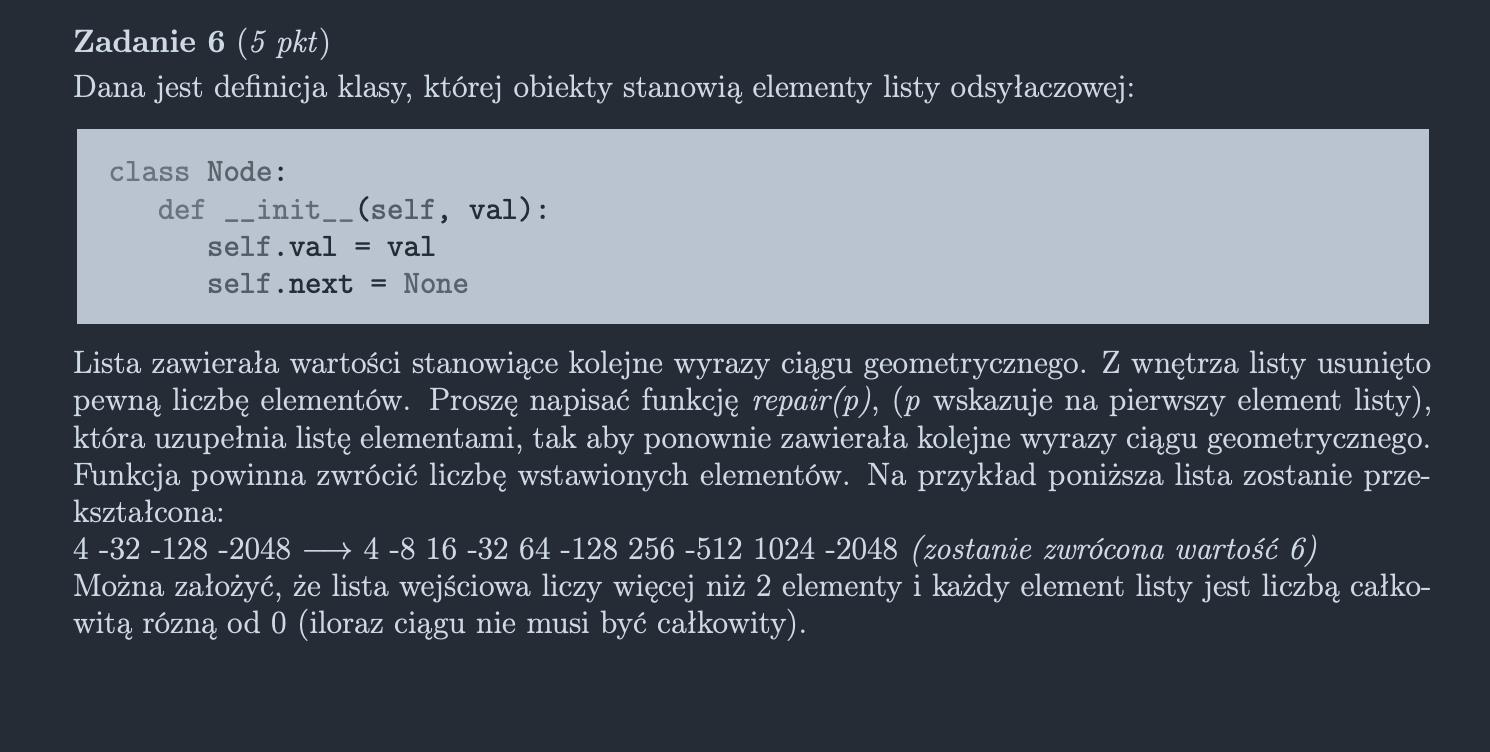 Zadanie 6 (5 pkt)
Dana jest definicja klasy, której obiekty stanowią elementy listy odsyłaczowej:
class Node:
   def __init__(self, val):
      self.val = val
      self.next = None
Lista zawierała wartości stanowiące kolejne wyrazy ciągu geometrycznego. Z wnętrza listy usunięto
pewną liczbę elementów. Proszę napisać funkcję repair(p), (p wskazuje na pierwszy element listy),
która uzupełnia listę elementami, tak aby ponownie zawierała kolejne wyrazy ciągu geometrycznego.
Funkcja powinna zwrócić liczbę wstawionych elementów. Na przykład poniższa lista zostanie prze-
kształcona:
4 -32 -128 -2048 ⟶ 4 -8 16 -32 64 -128 256 -512 1024 -2048 (zostanie zwrócona wartość 6)
Można założyć, że lista wejściowa liczy więcej niż 2 elementy i każdy element listy jest liczbą całko-
witą rózną od 0 (iloraz ciągu nie musi być całkowity).